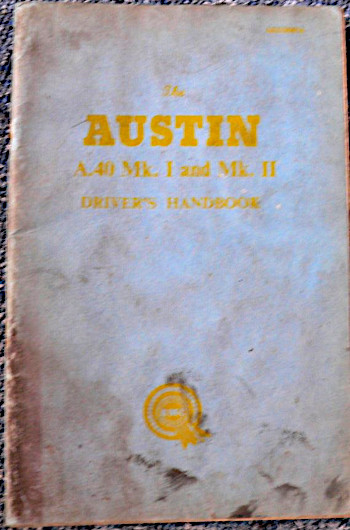 The
AUSTIN
A.40 Mk. I and Mk. II
DRIVER'S HANDBOOK